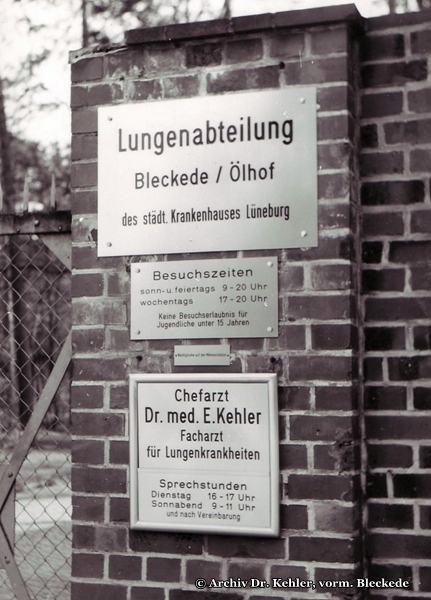 Lungenabteilung
Bleckede / Ölhof
des städt. Krankenhauses Lüneburg
Besuchszeiten
sonn- u. feiertags 9 - 20 Uhr
wochentags 17 - 20 Uhr
Keine Besuchserlaubnis für
Jugendliche unter 15 Jahren
Chefarzt
Dr. med. E. Kehler
Facharzt
für Lungenkrankheiten
Sprechstunden
Dienstag 16 - 17 Uhr
Sonnabend 9 - 11 Uhr
und nach Vereinbarung
© Archiv Dr. Kehler, vorm. Bleckede